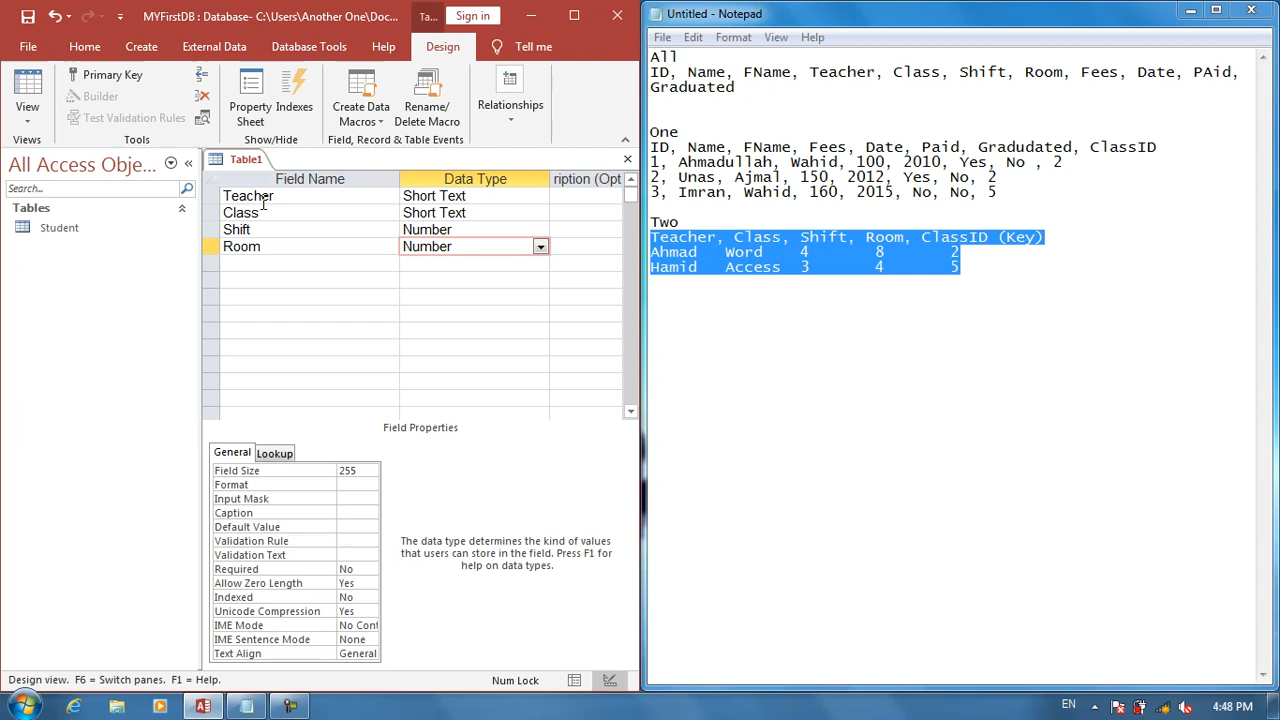 MYFirstDB : Database- C:\Users\Another One\Doc...
Ta...
Sign in
File Home Create External Data Database Tools Help Design Tell me
View
Views
Primary Key
Builder
Test Validation Rules
Tools
Property Sheet
Indexes
Show/Hide
Create Data Macros
Rename/ Delete Macro
Field, Record & Table Events
Relationships
All Access Obje...
Search...
Tables
Student
Table1
Field Name Data Type ription (Opt
Teacher Short Text
Class Short Text
Shift Number
Room Number
Field Properties
General Lookup
Field Size 255
Format
Input Mask
Caption
Default Value
Validation Rule
Validation Text
Required No
Allow Zero Length Yes
Indexed No
Unicode Compression Yes
IME Mode No Cont
IME Sentence Mode None
Text Align General
The data type determines the kind of values
that users can store in the field. Press F1 for
help on data types.
Design view. F6 = Switch panes. F1 = Help.
Num Lock
Untitled - Notepad
File Edit Format View Help
All
ID, Name, FName, Teacher, Class, Shift, Room, Fees, Date, PAid,
Graduated
One
ID, Name, FName, Fees, Date, Paid, Gradudated, ClassID
1, Ahmadullah, Wahid, 100, 2010, Yes, No , 2
2, Unas, Ajmal, 150, 2012, Yes, No, 2
3, Imran, Wahid, 160, 2015, No, No, 5
Two
Teacher, Class, Shift, Room, ClassID (Key)
Ahmad Word 4 8 2
Hamid Access 3 4 5
EN
4:48 PM